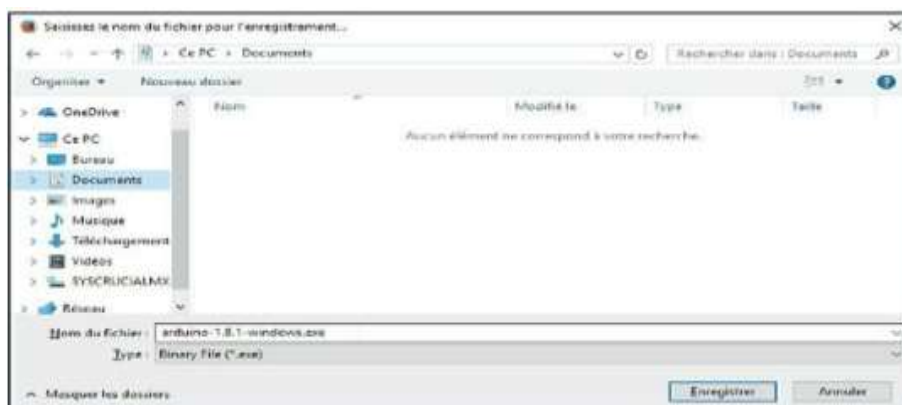 Saisissez le nom du fichier pour l'enregistrement...
Ce PC > Documents
Rechercher dans : Documents
Organiser
Nouveau dossier
Nom Modifié le Type Taille
OneDrive
Aucun élément ne correspond à votre recherche.
Ce PC
Bureau
Documents
Images
Musique
Téléchargement
Vidéos
SYSCRUCIALMX
Réseau
Nom du fichier : arduino-1.8.1-windows.exe
Type : Binary File (*.exe)
Masquer les dossiers
Enregistrer
Annuler